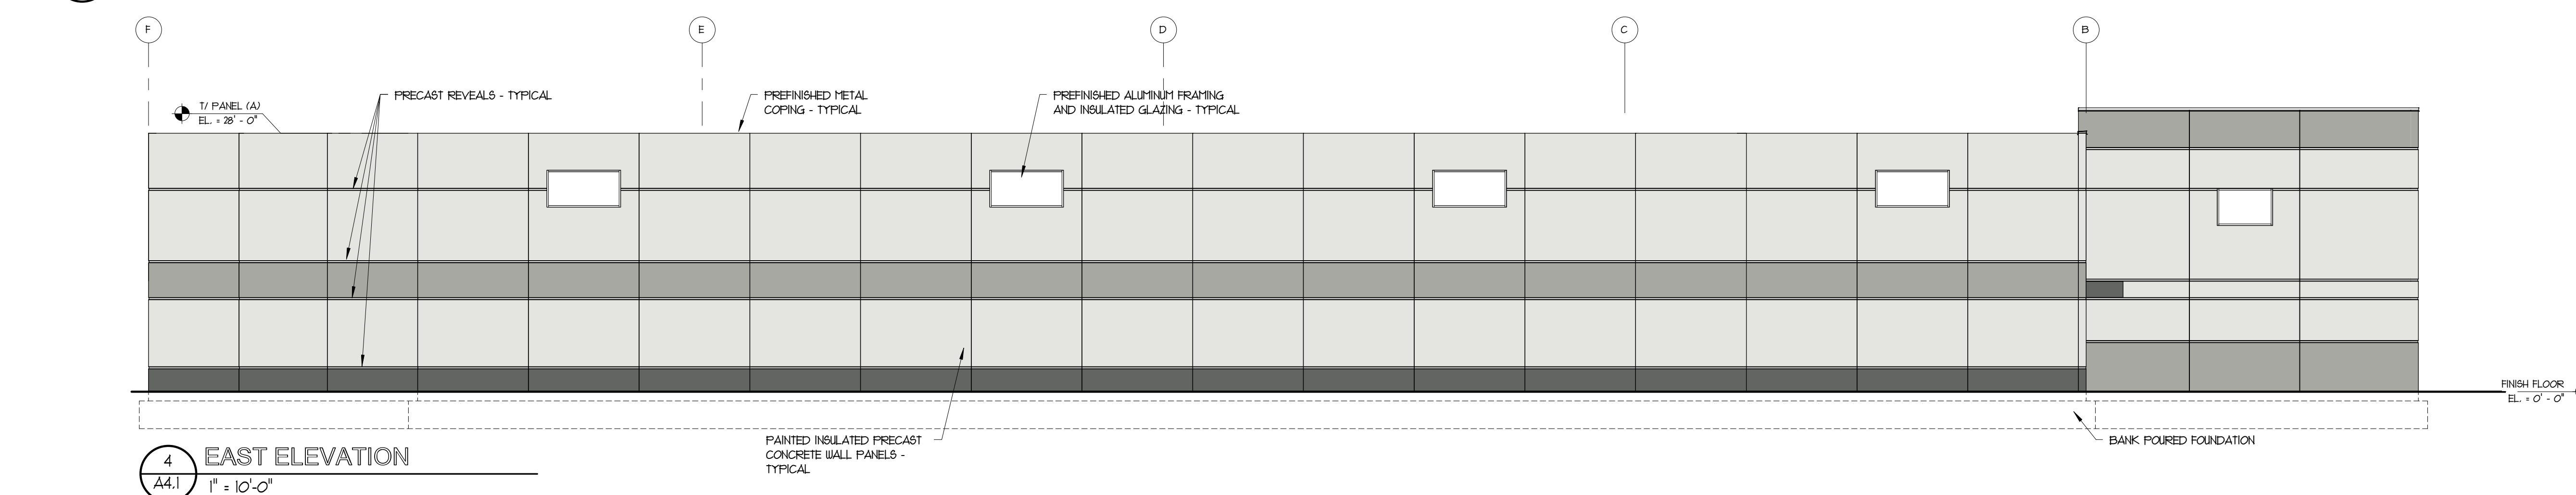 F
E
D
C
B
T/ PANEL (A)
EL. = 28' - 0"
PRECAST REVEALS - TYPICAL
PREFINISHED METAL
COPING - TYPICAL
PREFINISHED ALUMINUM FRAMING
AND INSULATED GLAZING - TYPICAL
FINISH FLOOR
EL. = 0' - 0"
PAINTED INSULATED PRECAST
CONCRETE WALL PANELS -
TYPICAL
BANK POURED FOUNDATION
4
A4.1
EAST ELEVATION
1" = 10'-0"